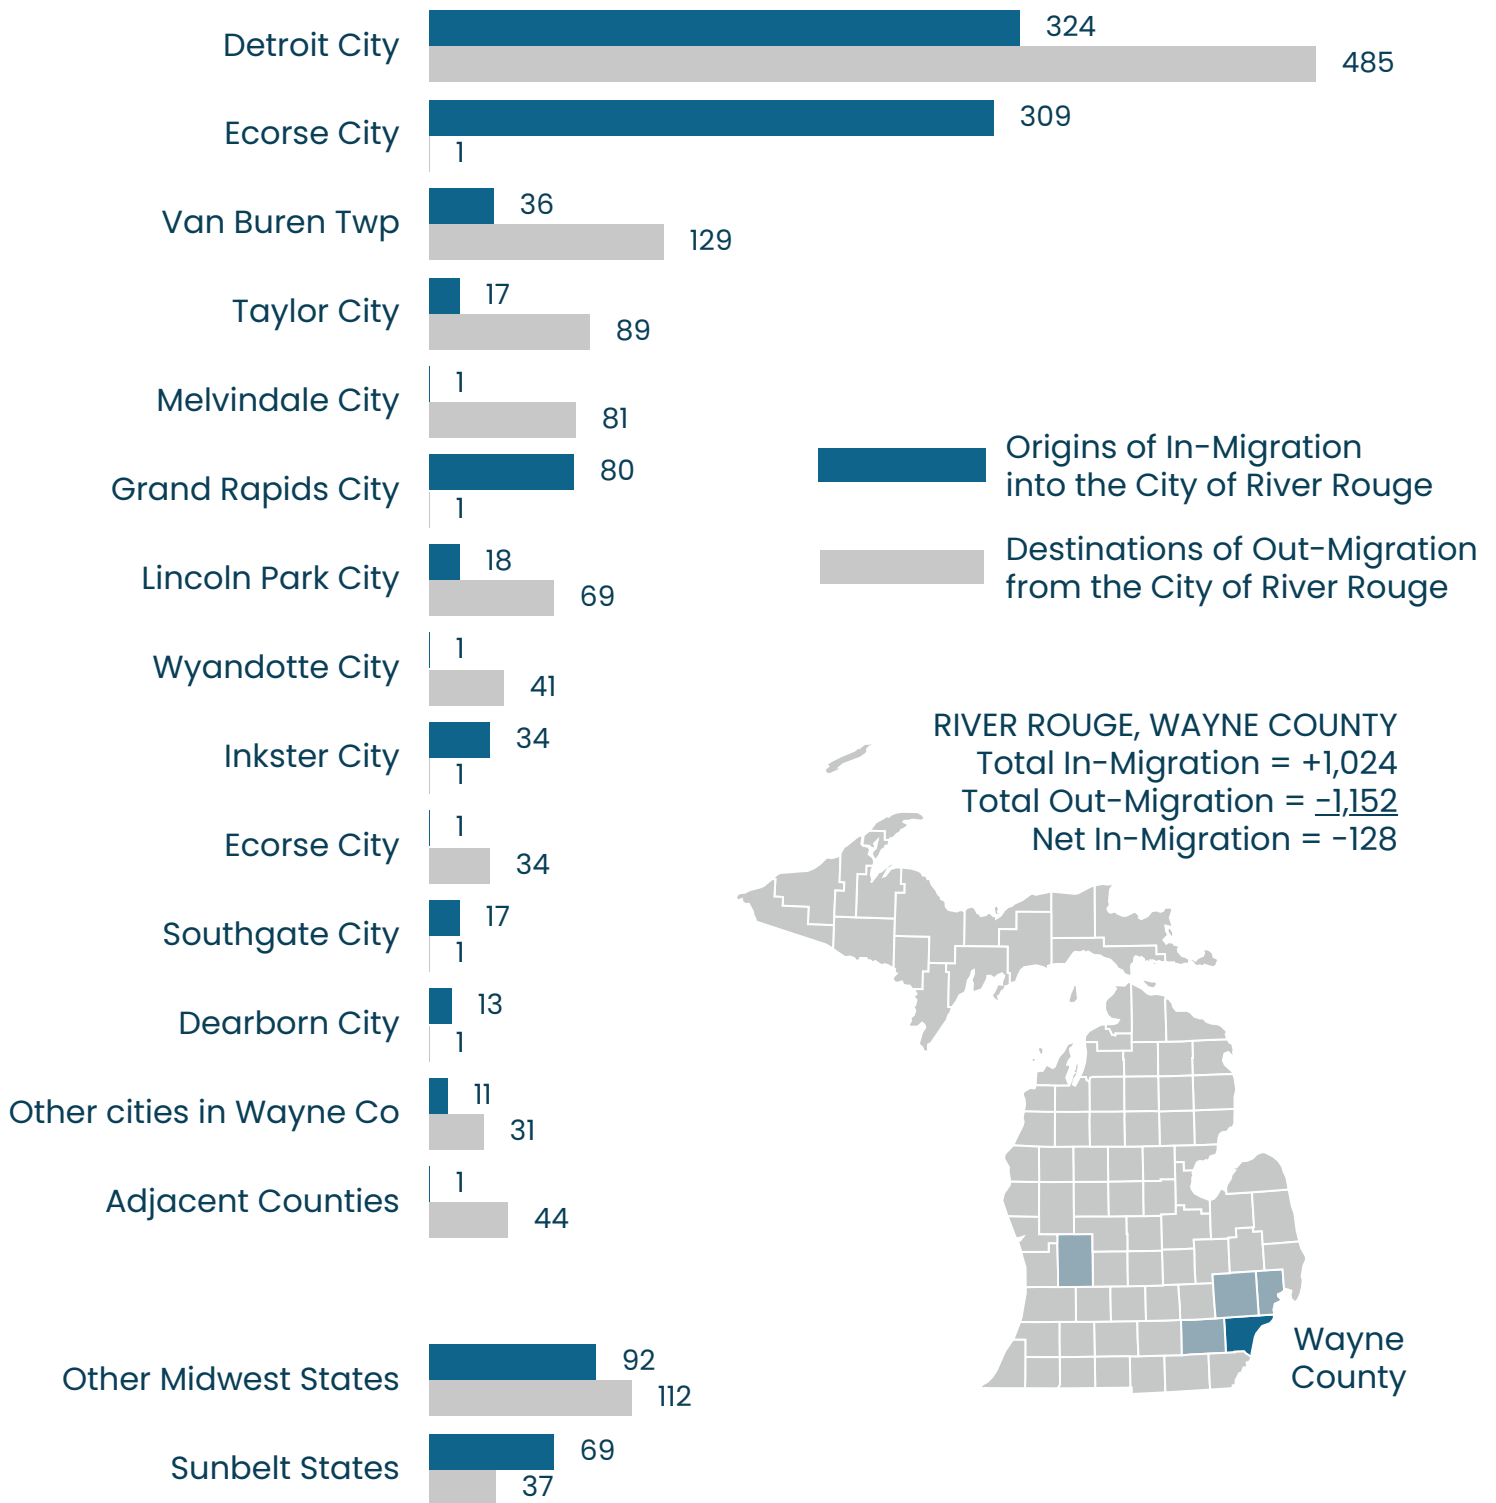 Detroit City
324
485
Ecorse City
309
1
Van Buren Twp
36
129
Taylor City
17
89
Melvindale City
1
81
Grand Rapids City
80
1
Lincoln Park City
18
69
Wyandotte City
1
41
Inkster City
34
1
Ecorse City
1
34
Southgate City
17
1
Dearborn City
13
1
Other cities in Wayne Co
11
31
Adjacent Counties
1
44
Other Midwest States
92
112
Sunbelt States
69
37
Origins of In-Migration
into the City of River Rouge
Destinations of Out-Migration
from the City of River Rouge
RIVER ROUGE, WAYNE COUNTY
Total In-Migration = +1,024
Total Out-Migration = -1,152
Net In-Migration = -128
Wayne
County